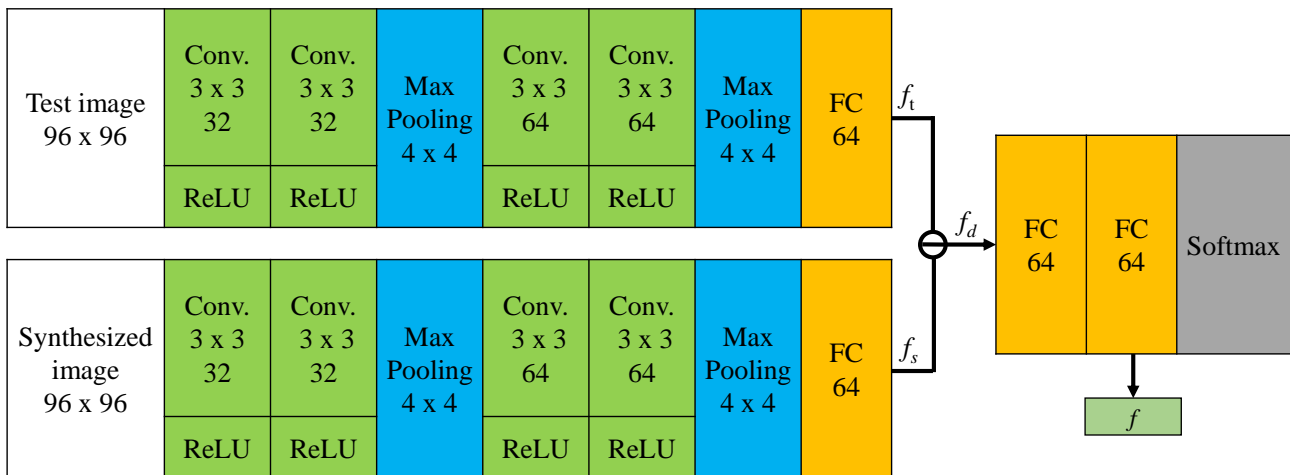 Test image
96 x 96
Conv.
3 x 3
32
ReLU
Conv.
3 x 3
32
ReLU
Max
Pooling
4 x 4
Conv.
3 x 3
64
ReLU
Conv.
3 x 3
64
ReLU
Max
Pooling
4 x 4
FC
64
f_t
Synthesized
image
96 x 96
Conv.
3 x 3
32
ReLU
Conv.
3 x 3
32
ReLU
Max
Pooling
4 x 4
Conv.
3 x 3
64
ReLU
Conv.
3 x 3
64
ReLU
Max
Pooling
4 x 4
FC
64
f_s
f_d
FC
64
FC
64
Softmax
f